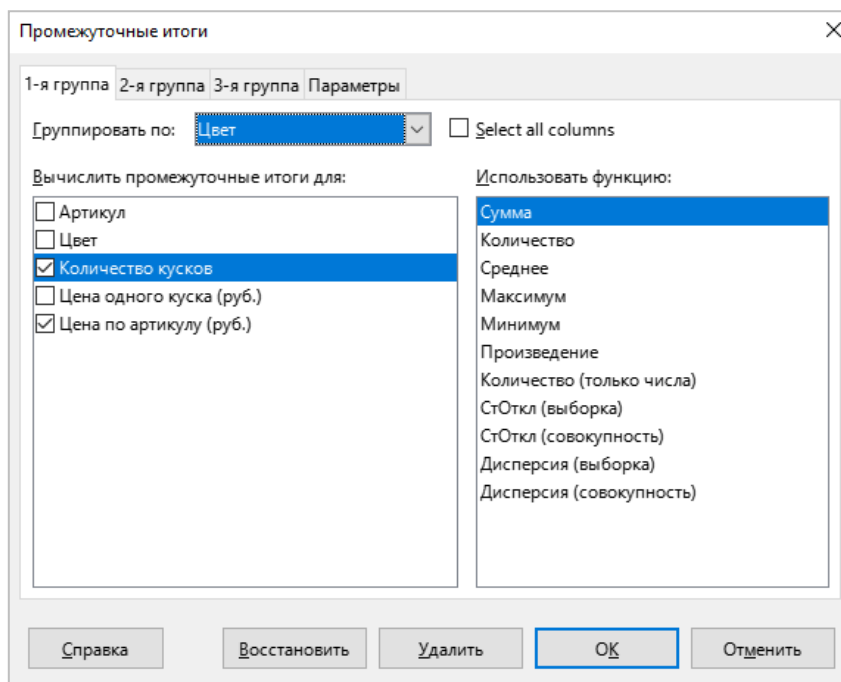 Промежуточные итоги
1-я группа 2-я группа 3-я группа Параметры
Группировать по: Цвет Select all columns
Вычислить промежуточные итоги для:
Артикул
Цвет
Количество кусков
Цена одного куска (руб.)
Цена по артикулу (руб.)
Использовать функцию:
Сумма
Количество
Среднее
Максимум
Минимум
Произведение
Количество (только числа)
СтОткл (выборка)
СтОткл (совокупность)
Дисперсия (выборка)
Дисперсия (совокупность)
Справка Восстановить Удалить ОК Отменить